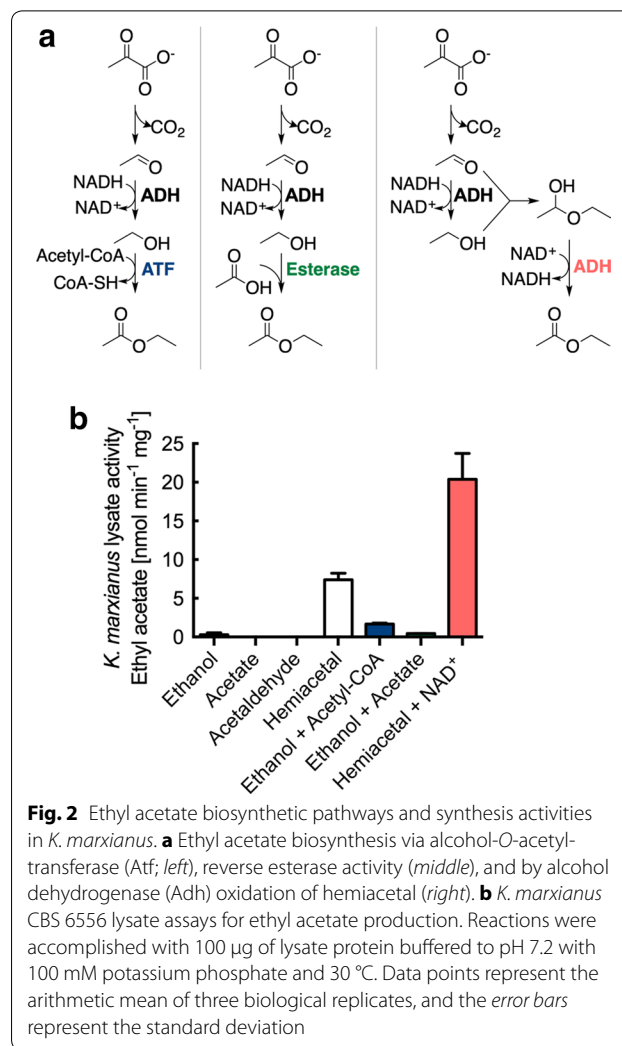 a
O
O-
O
O
O-
O
O
O-
O
CO2
CO2
CO2
O
O
O
OH
NADH
NAD+
ADH
NADH
NAD+
ADH
NADH
NAD+
ADH
O
OH
OH
OH
Acetyl-CoA
CoA-SH
ATF
O
OH
Esterase
NAD+
NADH
ADH
O
O
O
O
O
O
b
K. marxianus lysate activity
Ethyl acetate [nmol min-1 mg-1]
25
20
15
10
5
0
Ethanol
Acetate
Acetaldehyde
Hemiacetal
Ethanol + Acetyl-CoA
Ethanol + Acetate
Hemiacetal + NAD+
Fig. 2 Ethyl acetate biosynthetic pathways and synthesis activities
in K. marxianus. a Ethyl acetate biosynthesis via alcohol-O-acetyl-
transferase (Atf; left), reverse esterase activity (middle), and by alcohol
dehydrogenase (Adh) oxidation of hemiacetal (right). b K. marxianus
CBS 6556 lysate assays for ethyl acetate production. Reactions were
accomplished with 100 µg of lysate protein buffered to pH 7.2 with
100 mM potassium phosphate and 30 °C. Data points represent the
arithmetic mean of three biological replicates, and the error bars
represent the standard deviation